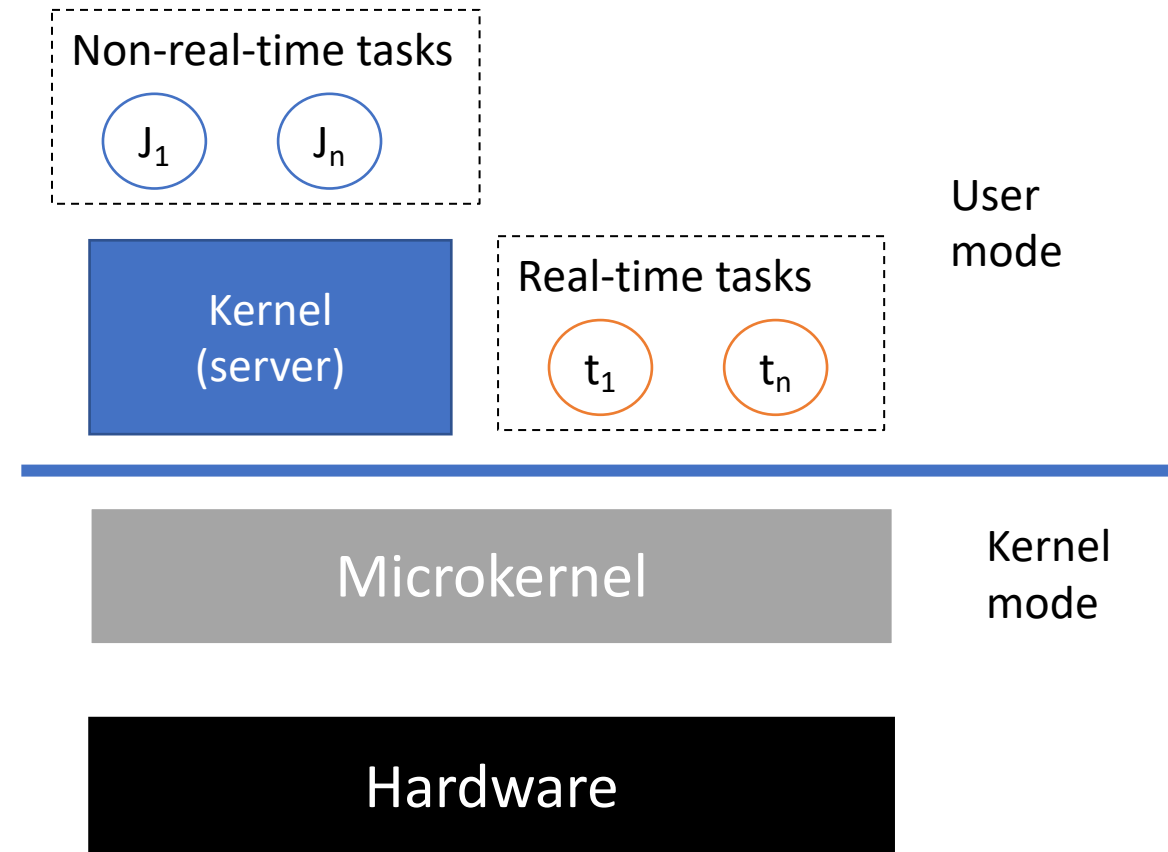 Non-real-time tasks
J₁ Jₙ
User
mode
Kernel
(server)
Real-time tasks
t₁ tₙ
Microkernel
Kernel
mode
Hardware